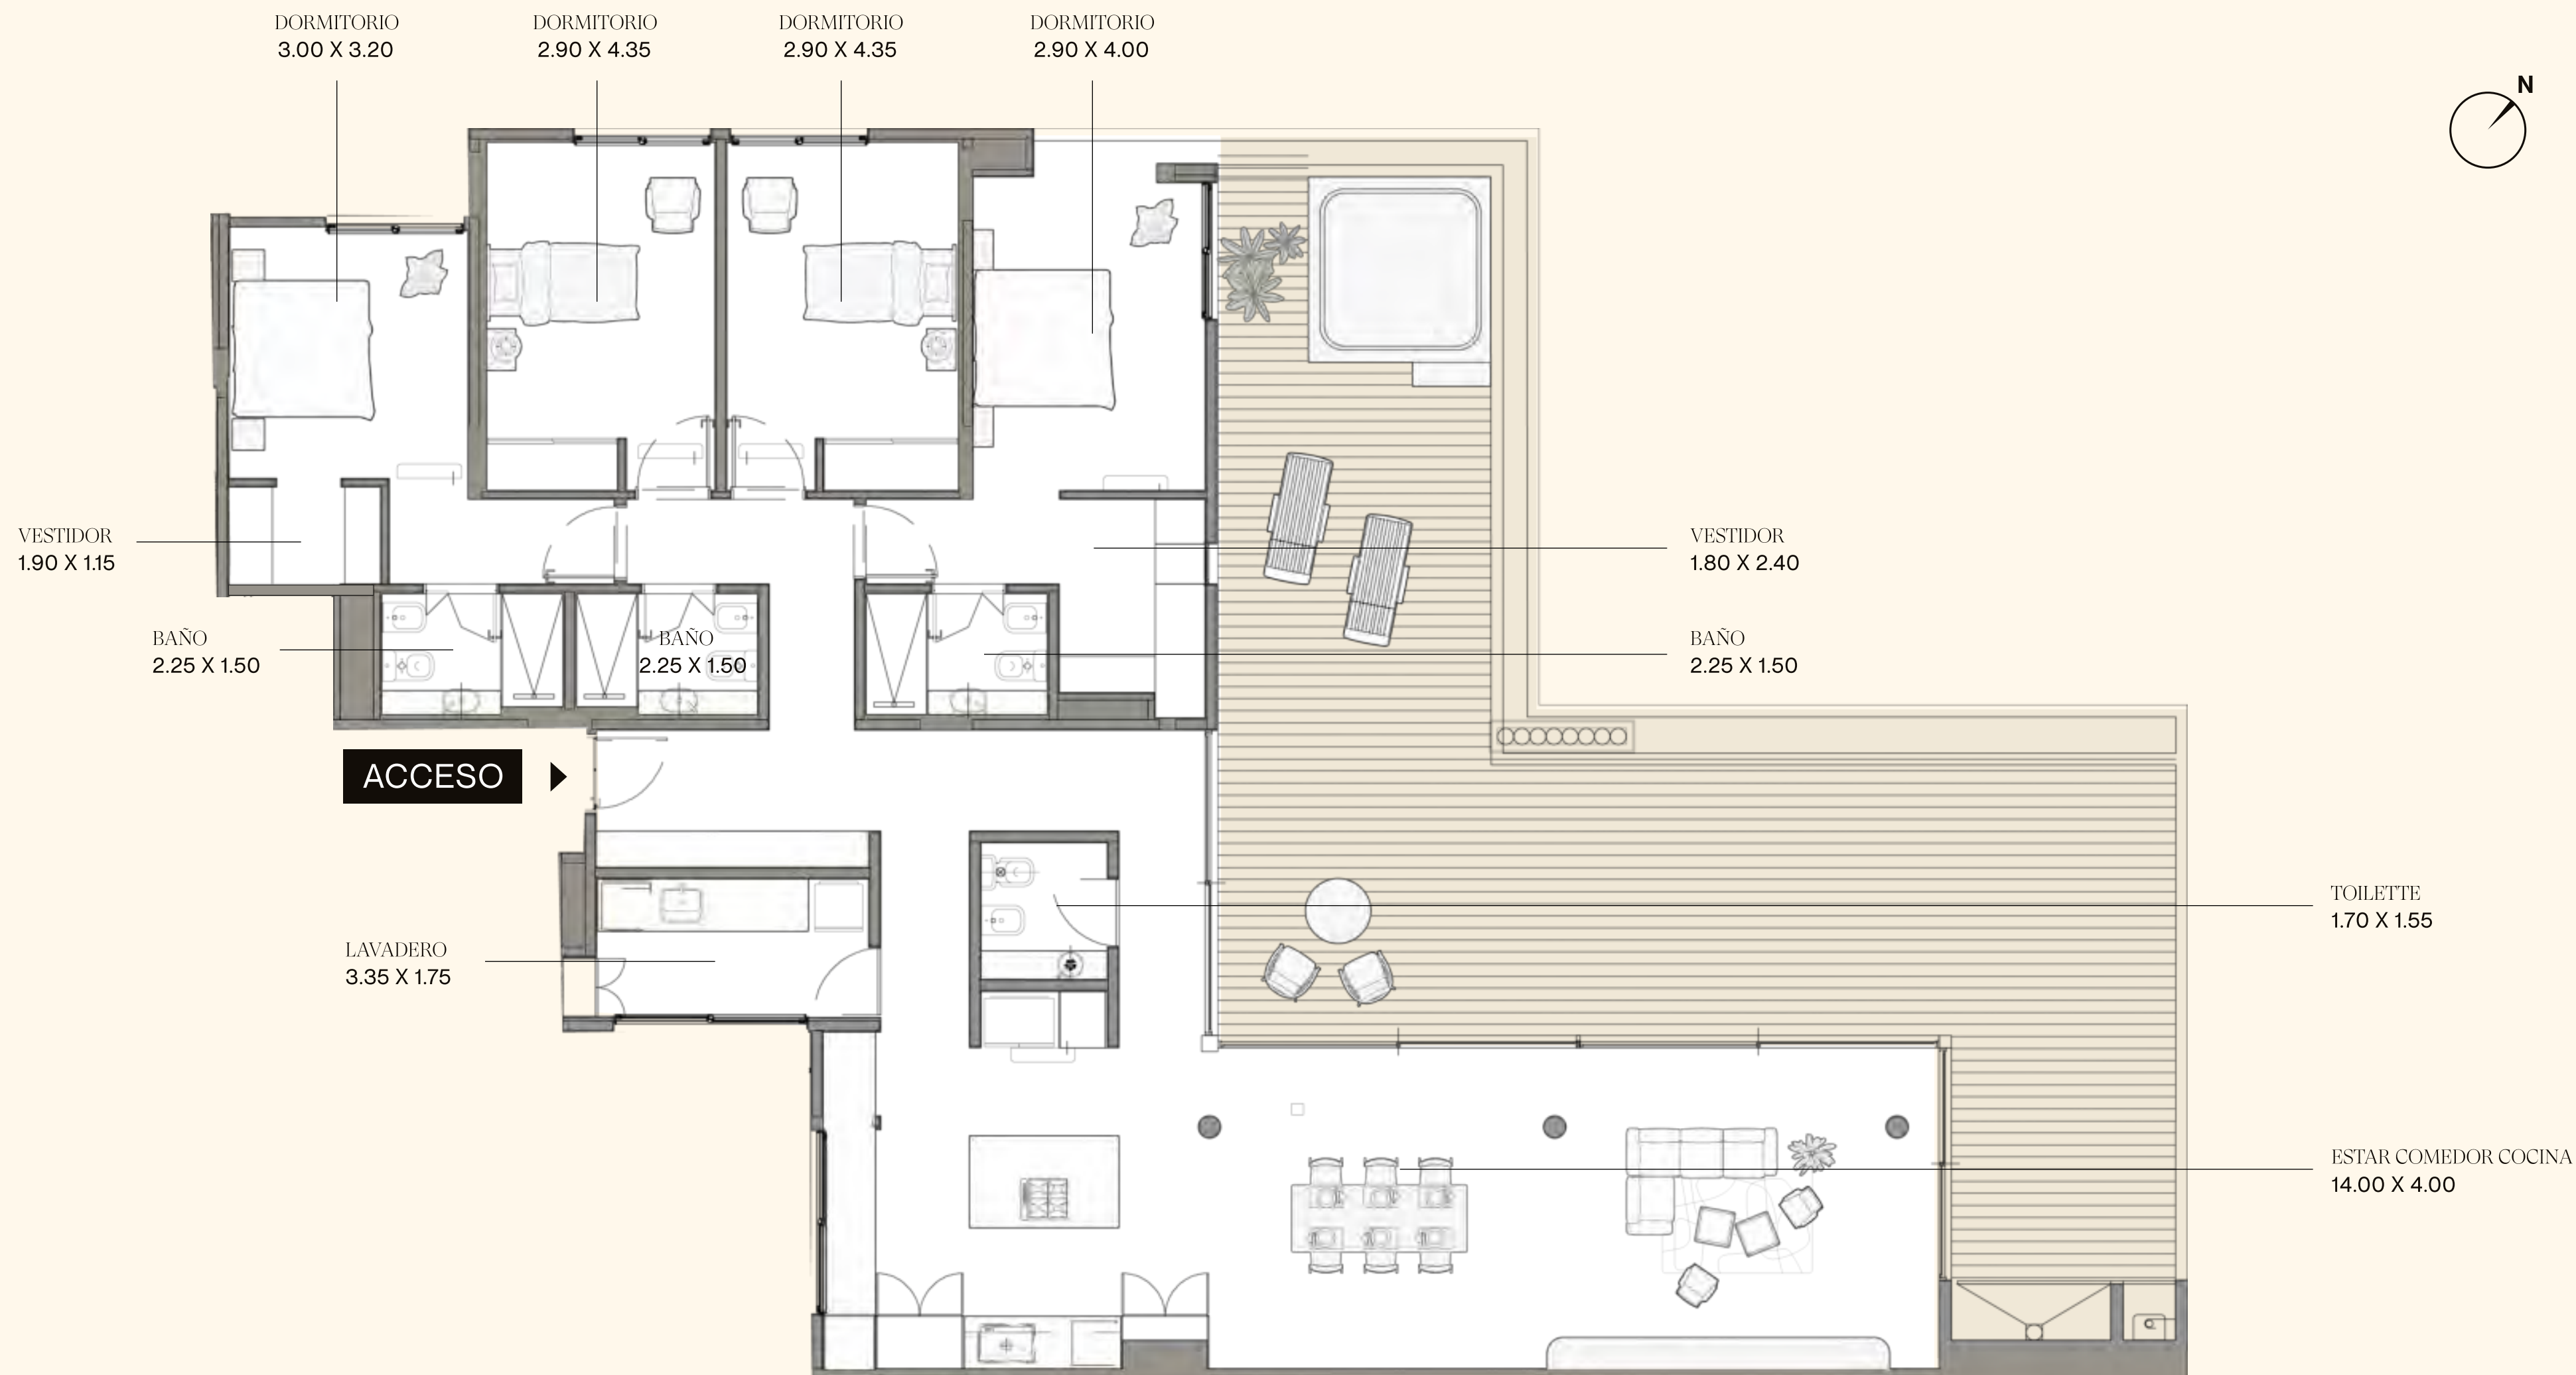 DORMITORIO
3.00 X 3.20
DORMITORIO
2.90 X 4.35
DORMITORIO
2.90 X 4.35
DORMITORIO
2.90 X 4.00
N
VESTIDOR
1.90 X 1.15
VESTIDOR
1.80 X 2.40
BAÑO
2.25 X 1.50
BAÑO
2.25 X 1.50
BAÑO
2.25 X 1.50
ACCESO
TOILETTE
1.70 X 1.55
LAVADERO
3.35 X 1.75
ESTAR COMEDOR COCINA
14.00 X 4.00